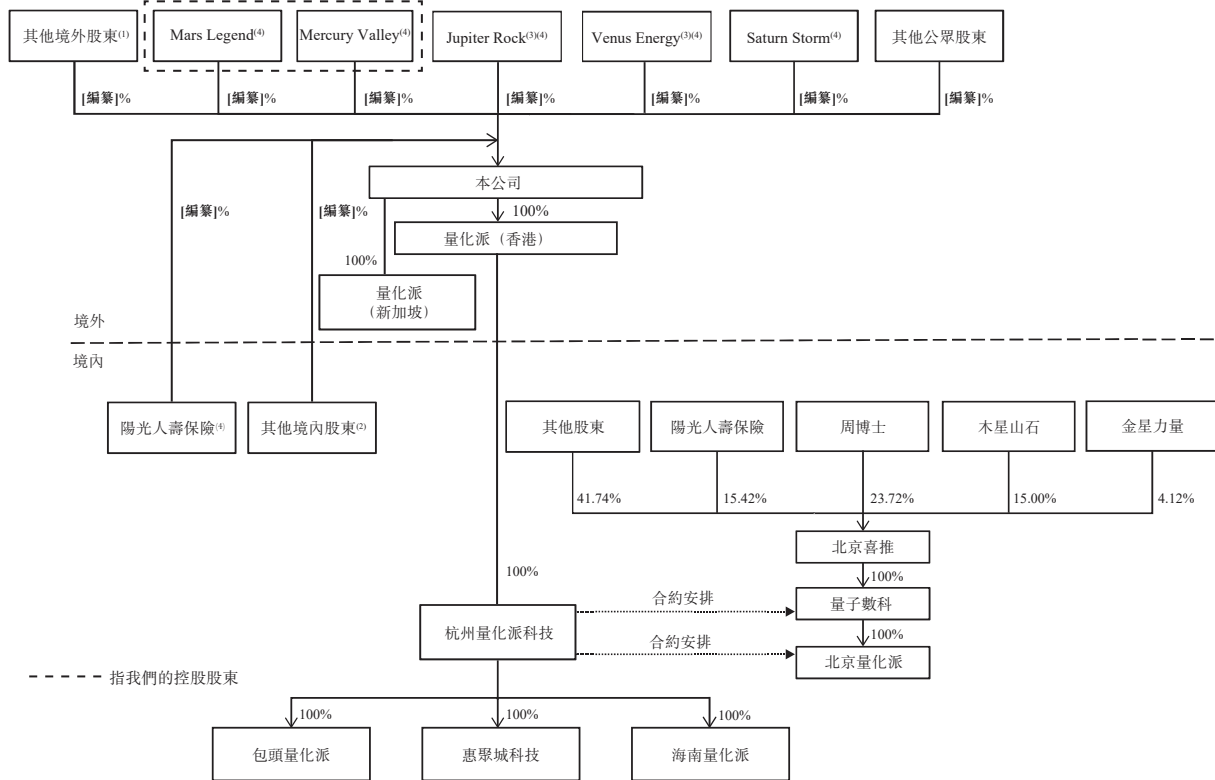 其他境外股東(1)
Mars Legend(4)
Mercury Valley(4)
Jupiter Rock(3)(4)
Venus Energy(3)(4)
Saturn Storm(4)
其他公眾股東
[編纂]%
[編纂]%
[編纂]%
[編纂]%
[編纂]%
[編纂]%
[編纂]%
本公司
[編纂]%
[編纂]%
100%
量化派（香港）
100%
量化派
（新加坡）
境外
境內
陽光人壽保險(4)
其他境內股東(2)
其他股東
陽光人壽保險
周博士
木星山石
金星力量
41.74%
15.42%
23.72%
15.00%
4.12%
北京喜推
100%
100%
合約安排
量子數科
杭州量化派科技
合約安排
100%
北京量化派
指我們的控股股東
100%
100%
100%
包頭量化派
惠聚城科技
海南量化派